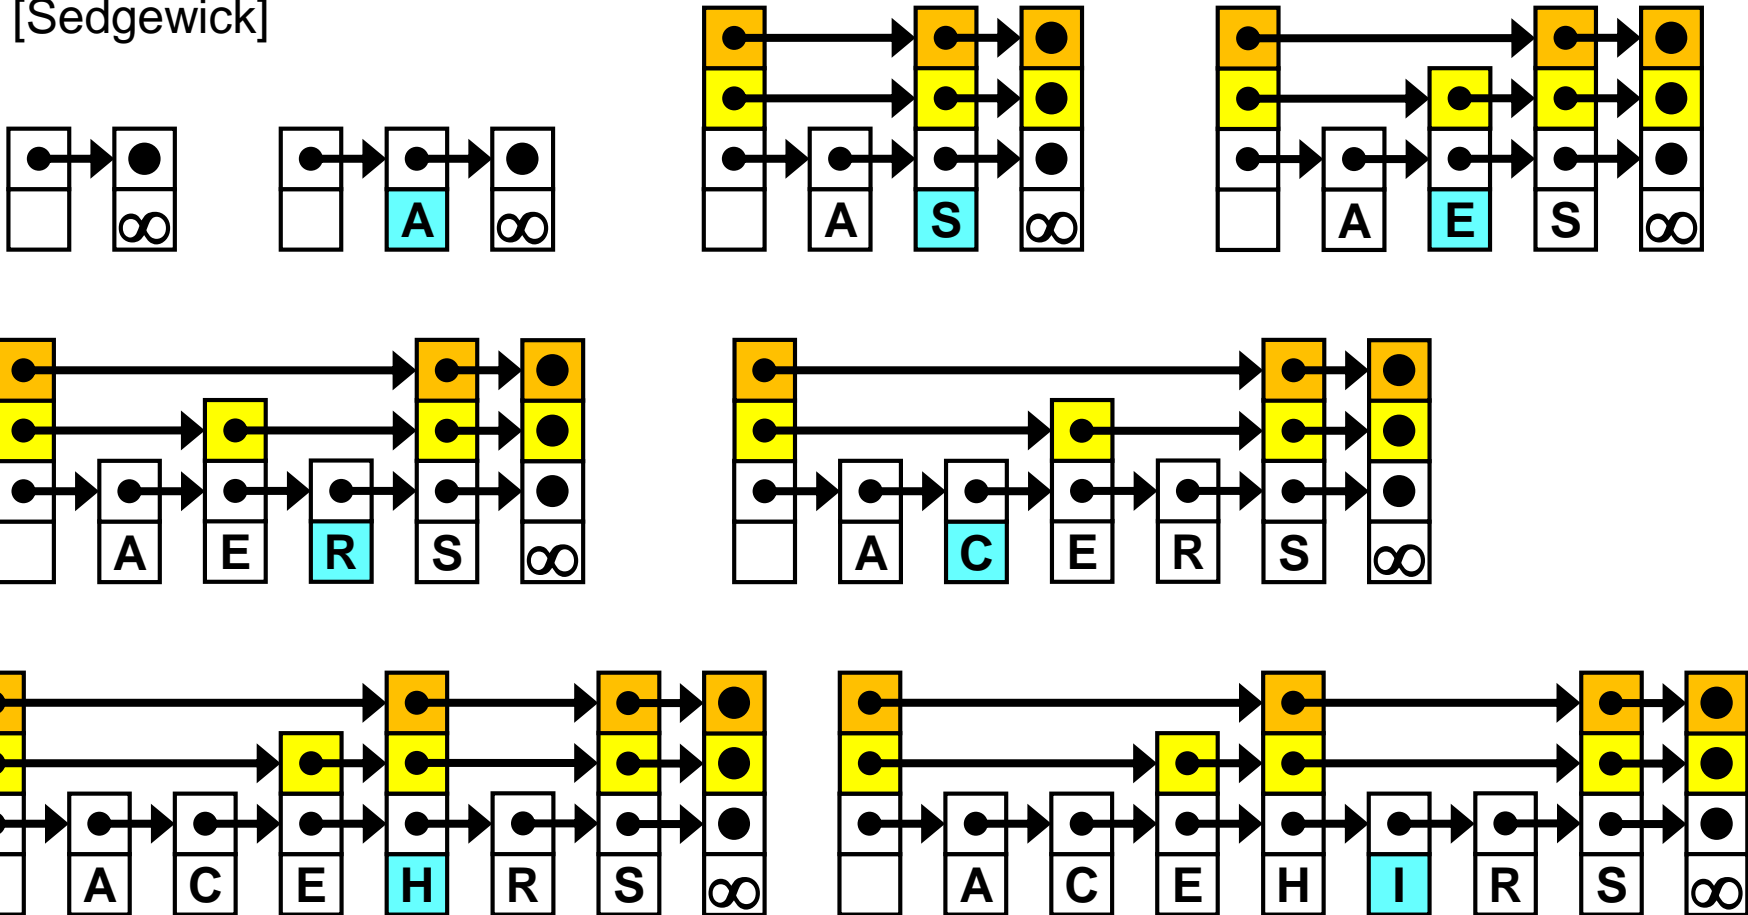 [Sedgewick]
∞ A ∞ A S ∞ A E S ∞
A E R S ∞ A C E R S ∞
A C E H R S ∞ A C E H I R S ∞